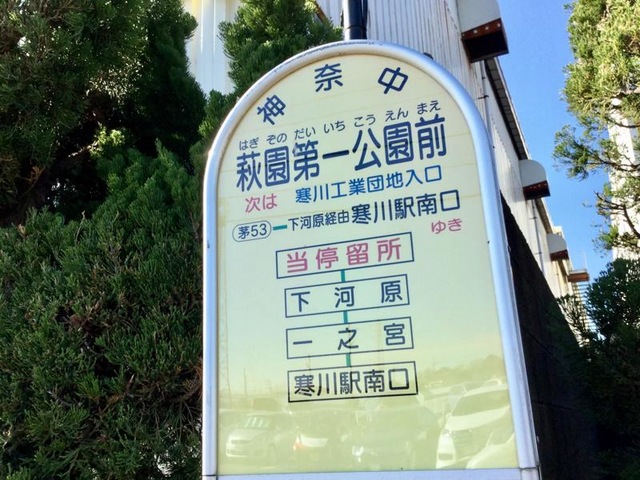 神奈中
はぎ ぞの だい いち こう えん まえ
萩園第一公園前
次は 寒川工業団地入口
茅53 ー下河原経由 寒川駅南口
ゆき
当停留所
下河原
一之宮
寒川駅南口